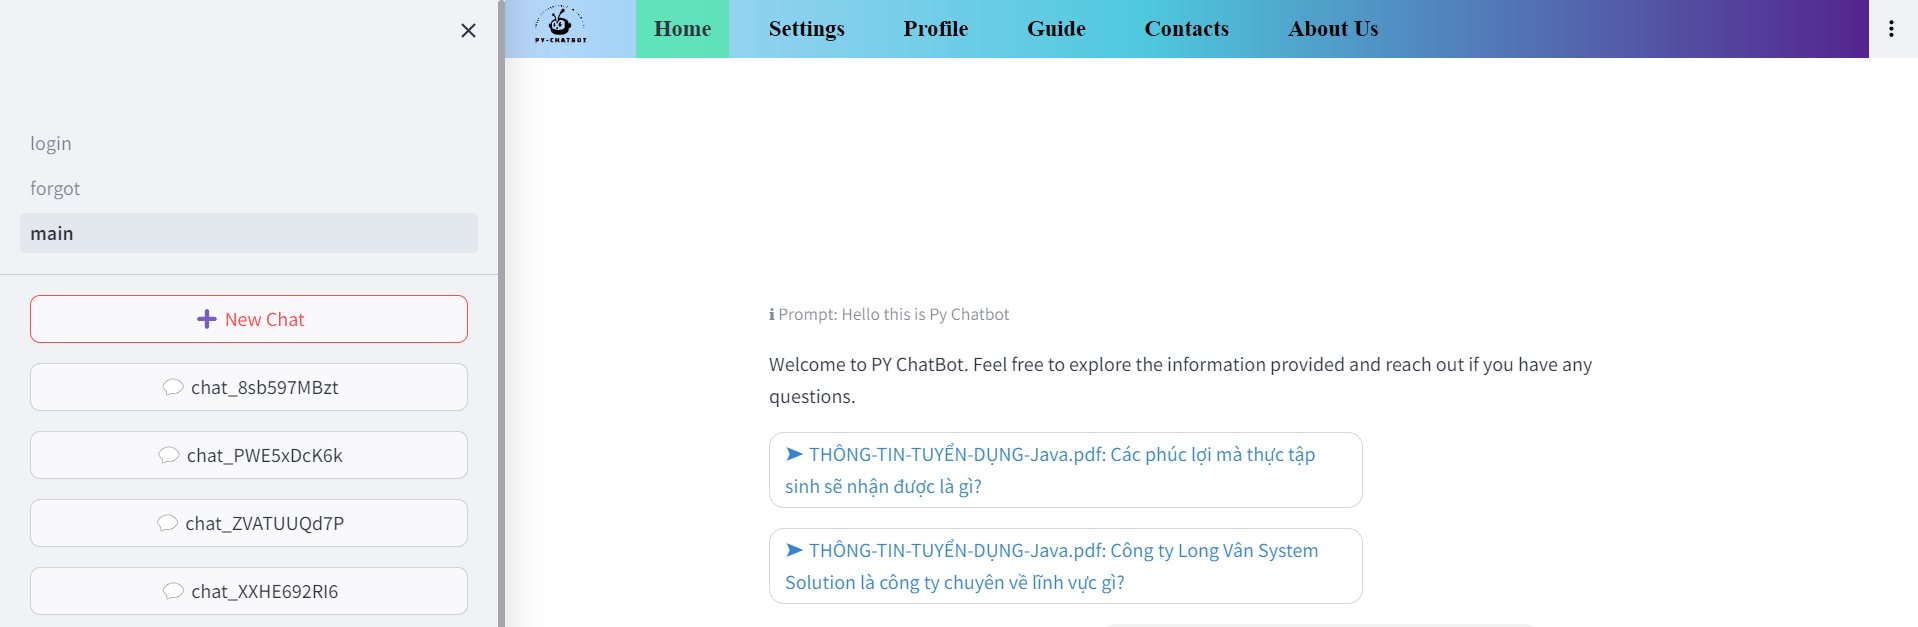 login
forgot
main
New Chat
chat_8sb597MBzt
chat_PWE5xDcK6k
chat_ZVATUUQd7P
chat_XXHE692RI6
PY-CHATBOT
Home Settings Profile Guide Contacts About Us
Prompt: Hello this is Py Chatbot
Welcome to PY ChatBot. Feel free to explore the information provided and reach out if you have any
questions.
➤ THÔNG-TIN-TUYỂN-DỤNG-Java.pdf: Các phúc lợi mà thực tập
sinh sẽ nhận được là gì?
➤ THÔNG-TIN-TUYỂN-DỤNG-Java.pdf: Công ty Long Vân System
Solution là công ty chuyên về lĩnh vực gì?